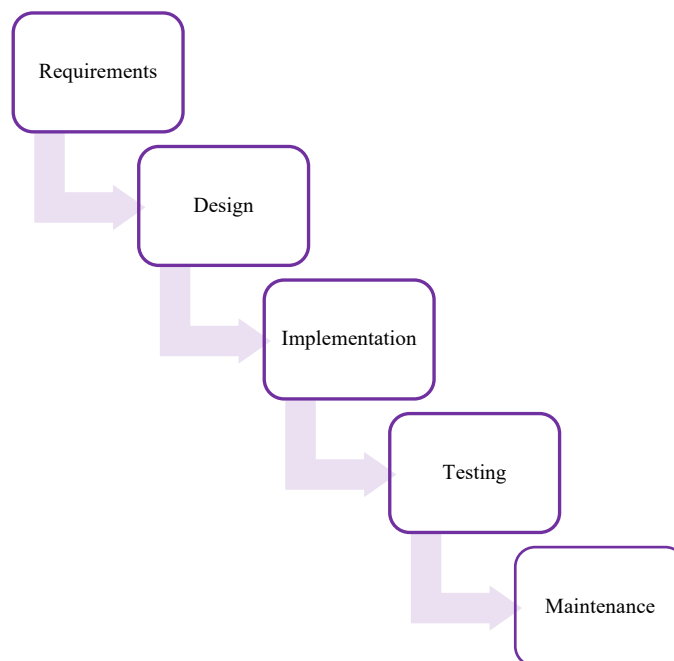 Requirements
Design
Implementation
Testing
Maintenance